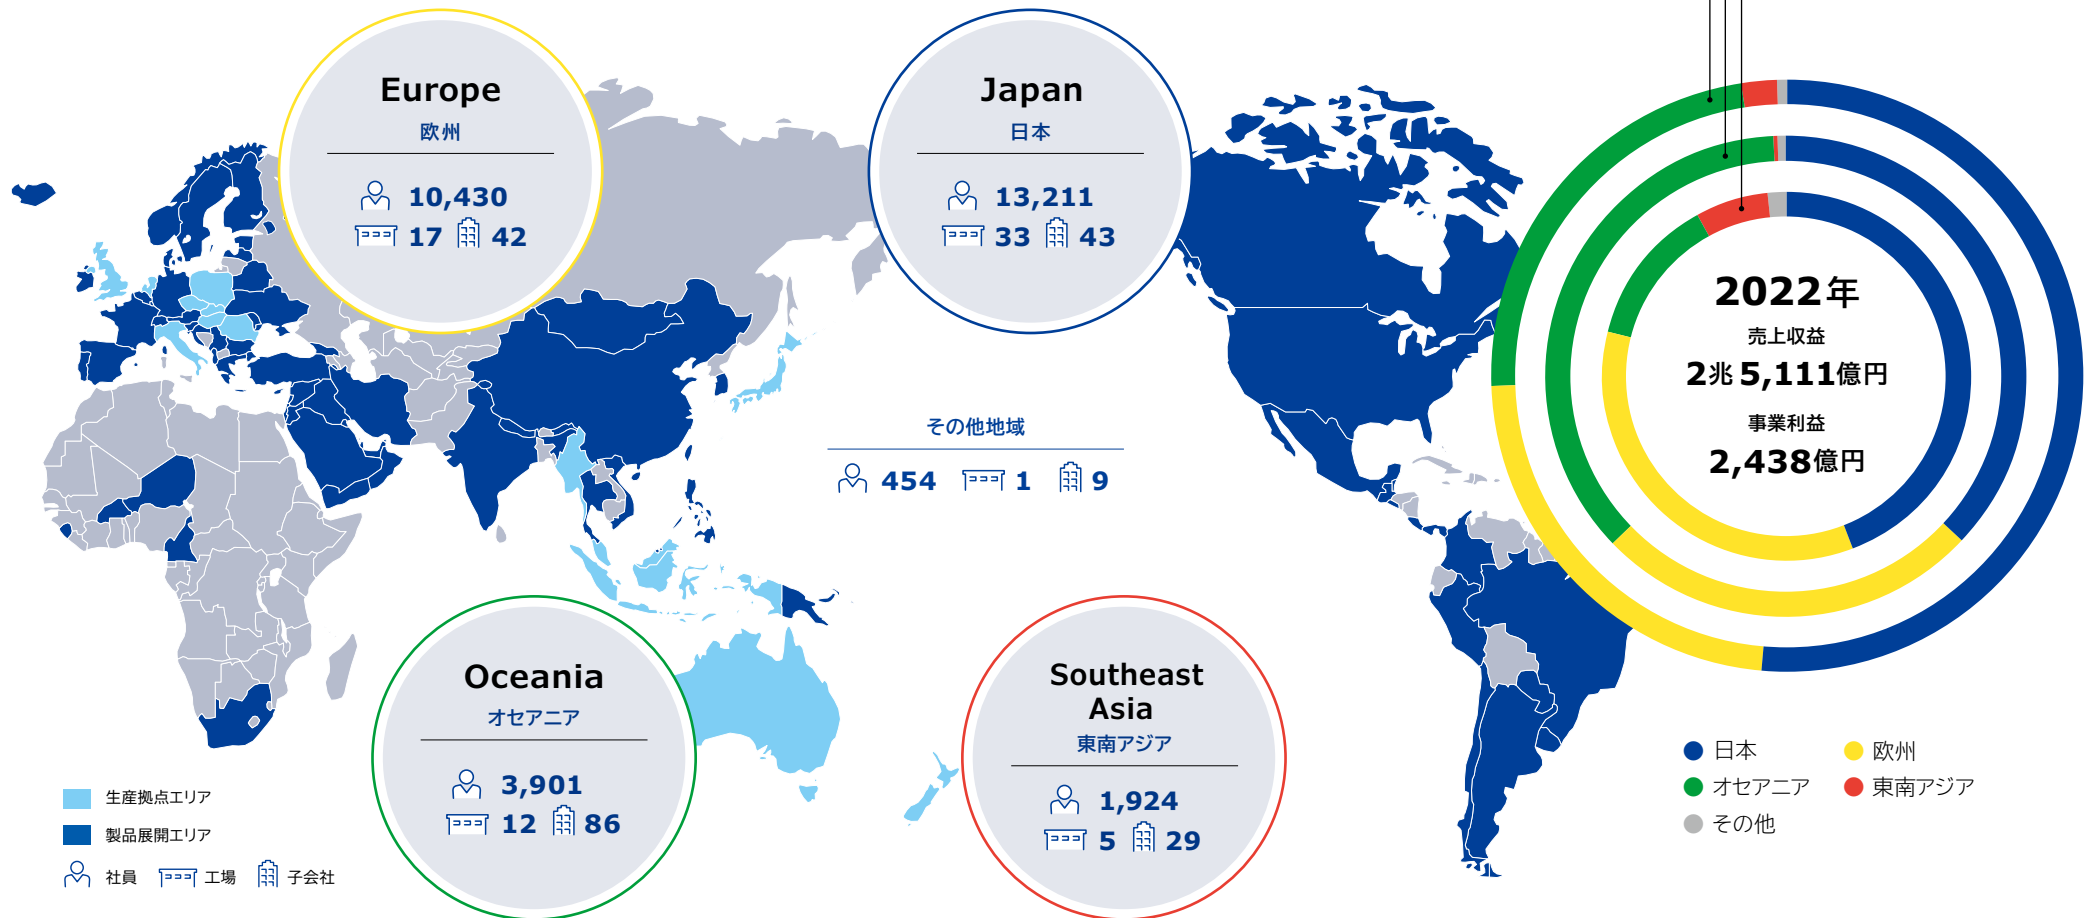 Europe
欧州
10,430
17 42
Japan
日本
13,211
33 43
その他地域
454 1 9
Oceania
オセアニア
3,901
12 86
Southeast
Asia
東南アジア
1,924
5 29
生産拠点エリア
製品展開エリア
社員 工場 子会社
2022年
売上収益
2兆5,111億円
事業利益
2,438億円
日本 欧州
オセアニア 東南アジア
その他